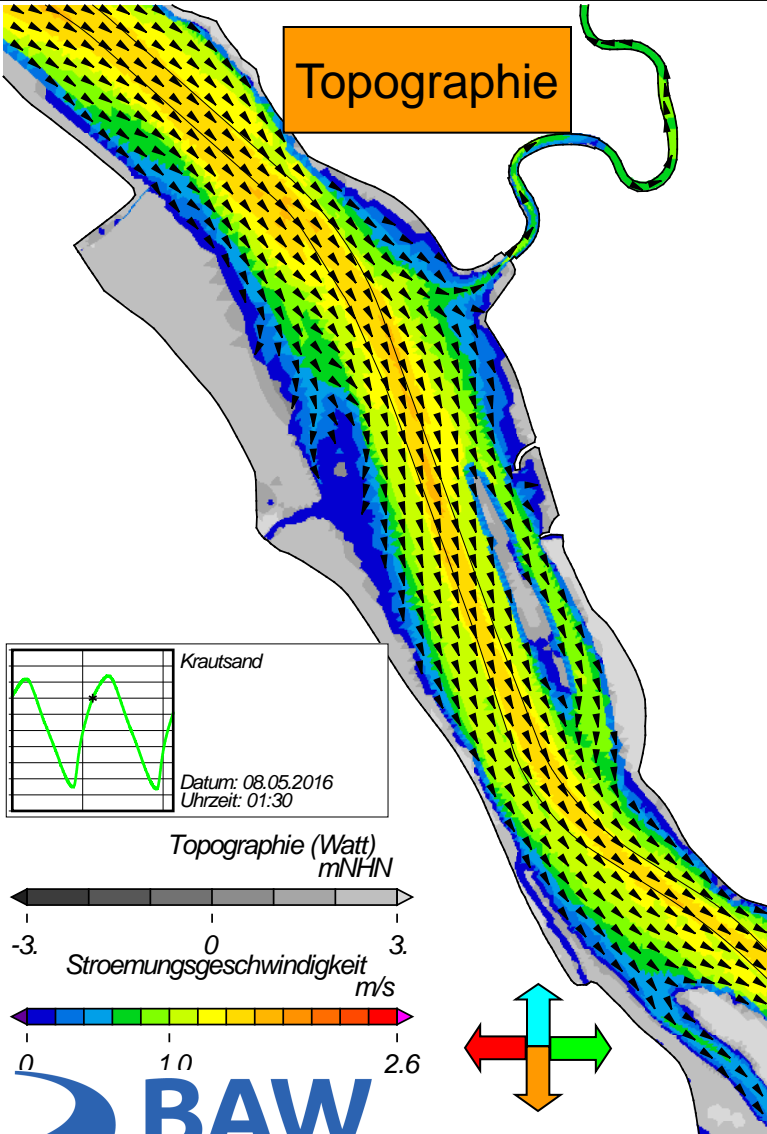 Topographie
Krautsand
Datum: 08.05.2016
Uhrzeit: 01:30
Topographie (Watt)
mNHN
-3. 0 3.
Stroemungsgeschwindigkeit
m/s
0 1.0 2.6
BAW